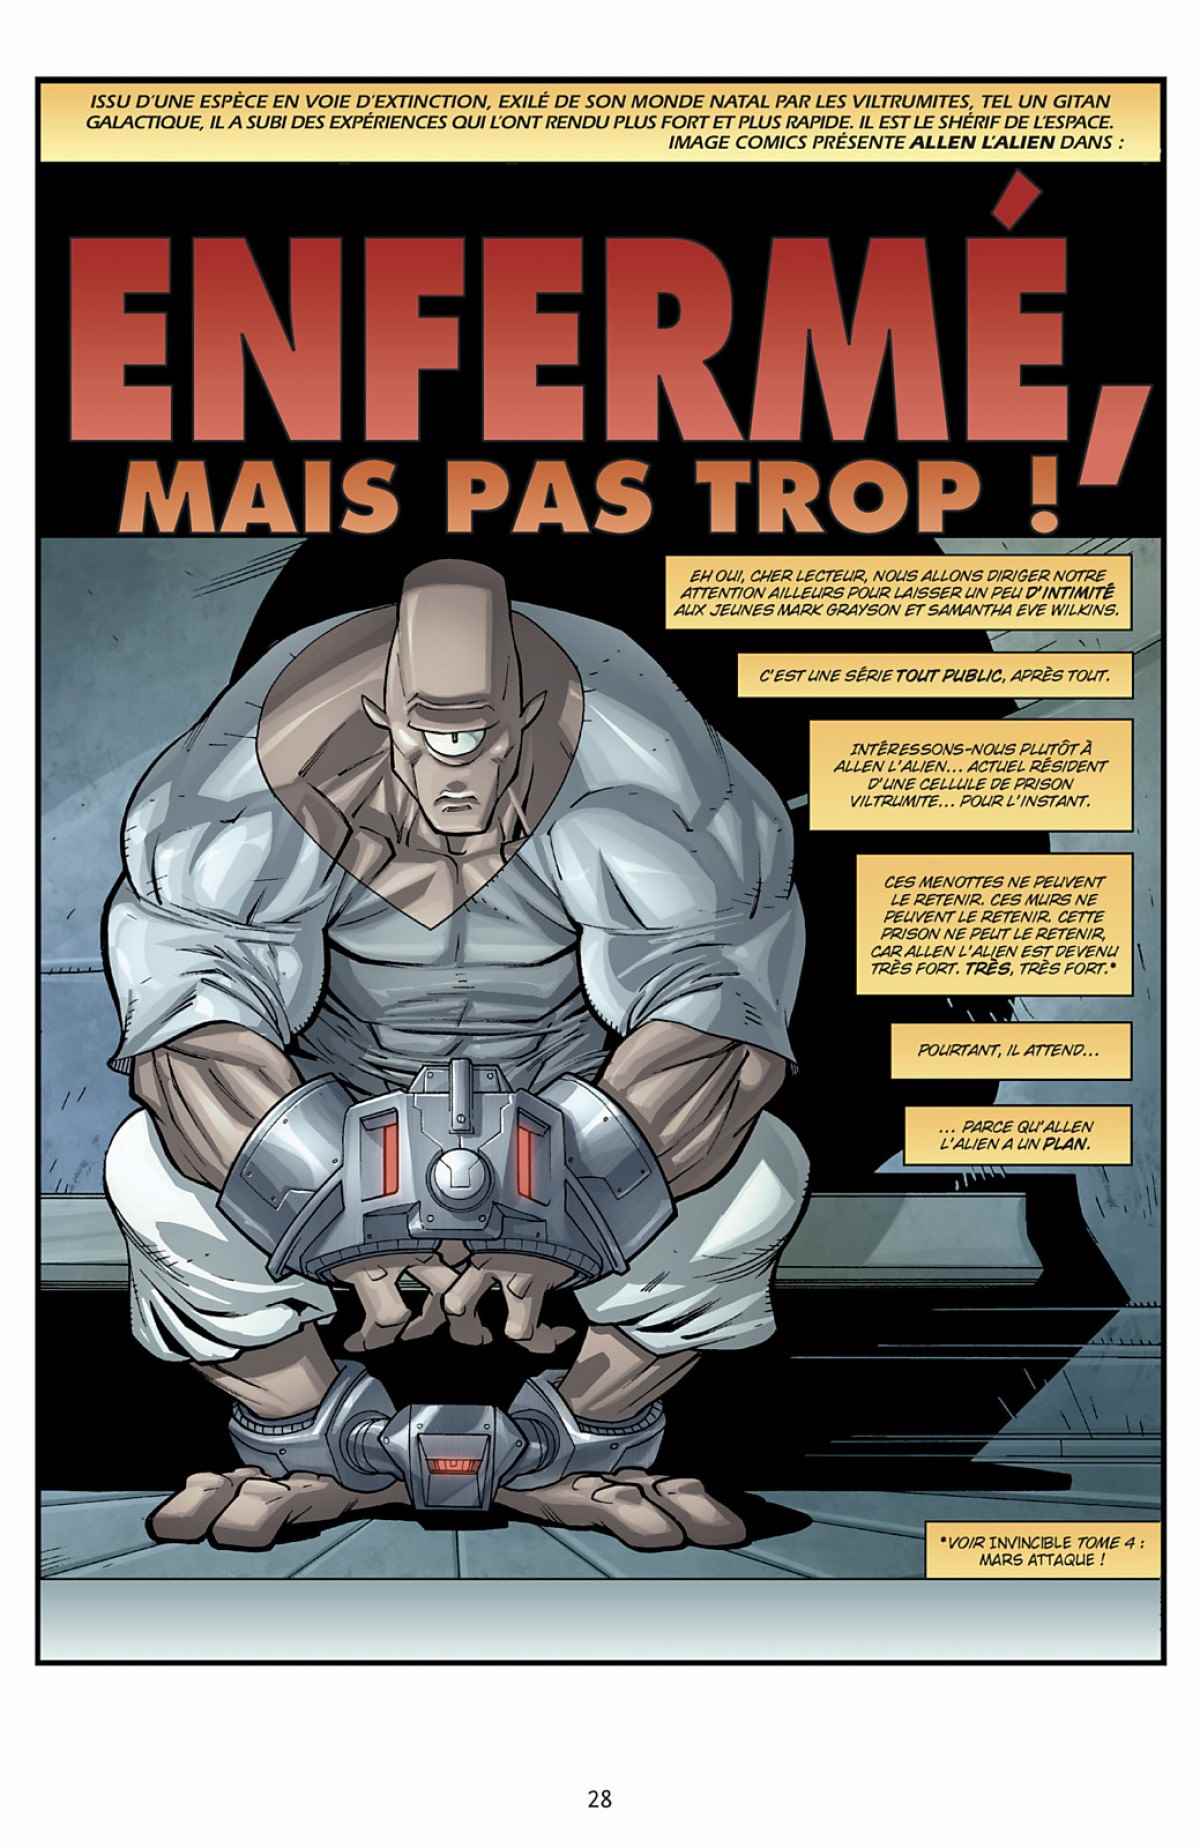 ISSU D'UNE ESPÈCE EN VOIE D'EXTINCTION, EXILÉ DE SON MONDE NATAL PAR LES VILTRUMITES, TEL UN GITAN
GALACTIQUE, IL A SUBI DES EXPÉRIENCES QUI L'ONT RENDU PLUS FORT ET PLUS RAPIDE. IL EST LE SHÉRIF DE L'ESPACE.
IMAGE COMICS PRÉSENTE ALLEN L'ALIEN DANS :
ENFERMÉ,
MAIS PAS TROP !
EH OUI, CHER LECTEUR, NOUS ALLONS DIRIGER NOTRE
ATTENTION AILLEURS POUR LAISSER UN PEU D'INTIMITÉ
AUX JEUNES MARK GRAYSON ET SAMANTHA EVE WILKINS.
C'EST UNE SÉRIE TOUT PUBLIC, APRÈS TOUT.
INTÉRESSONS-NOUS PLUTÔT À
ALLEN L'ALIEN... ACTUEL RÉSIDENT
D'UNE CELLULE DE PRISON
VILTRUMITE... POUR L'INSTANT.
CES MENOTTES NE PEUVENT
LE RETENIR. CES MURS NE
PEUVENT LE RETENIR. CETTE
PRISON NE PEUT LE RETENIR,
CAR ALLEN L'ALIEN EST DEVENU
TRÈS FORT. TRÈS, TRÈS FORT.*
POURTANT, IL ATTEND...
... PARCE QU'ALLEN
L'ALIEN A UN PLAN.
*VOIR INVINCIBLE TOME 4 :
MARS ATTAQUE !
28